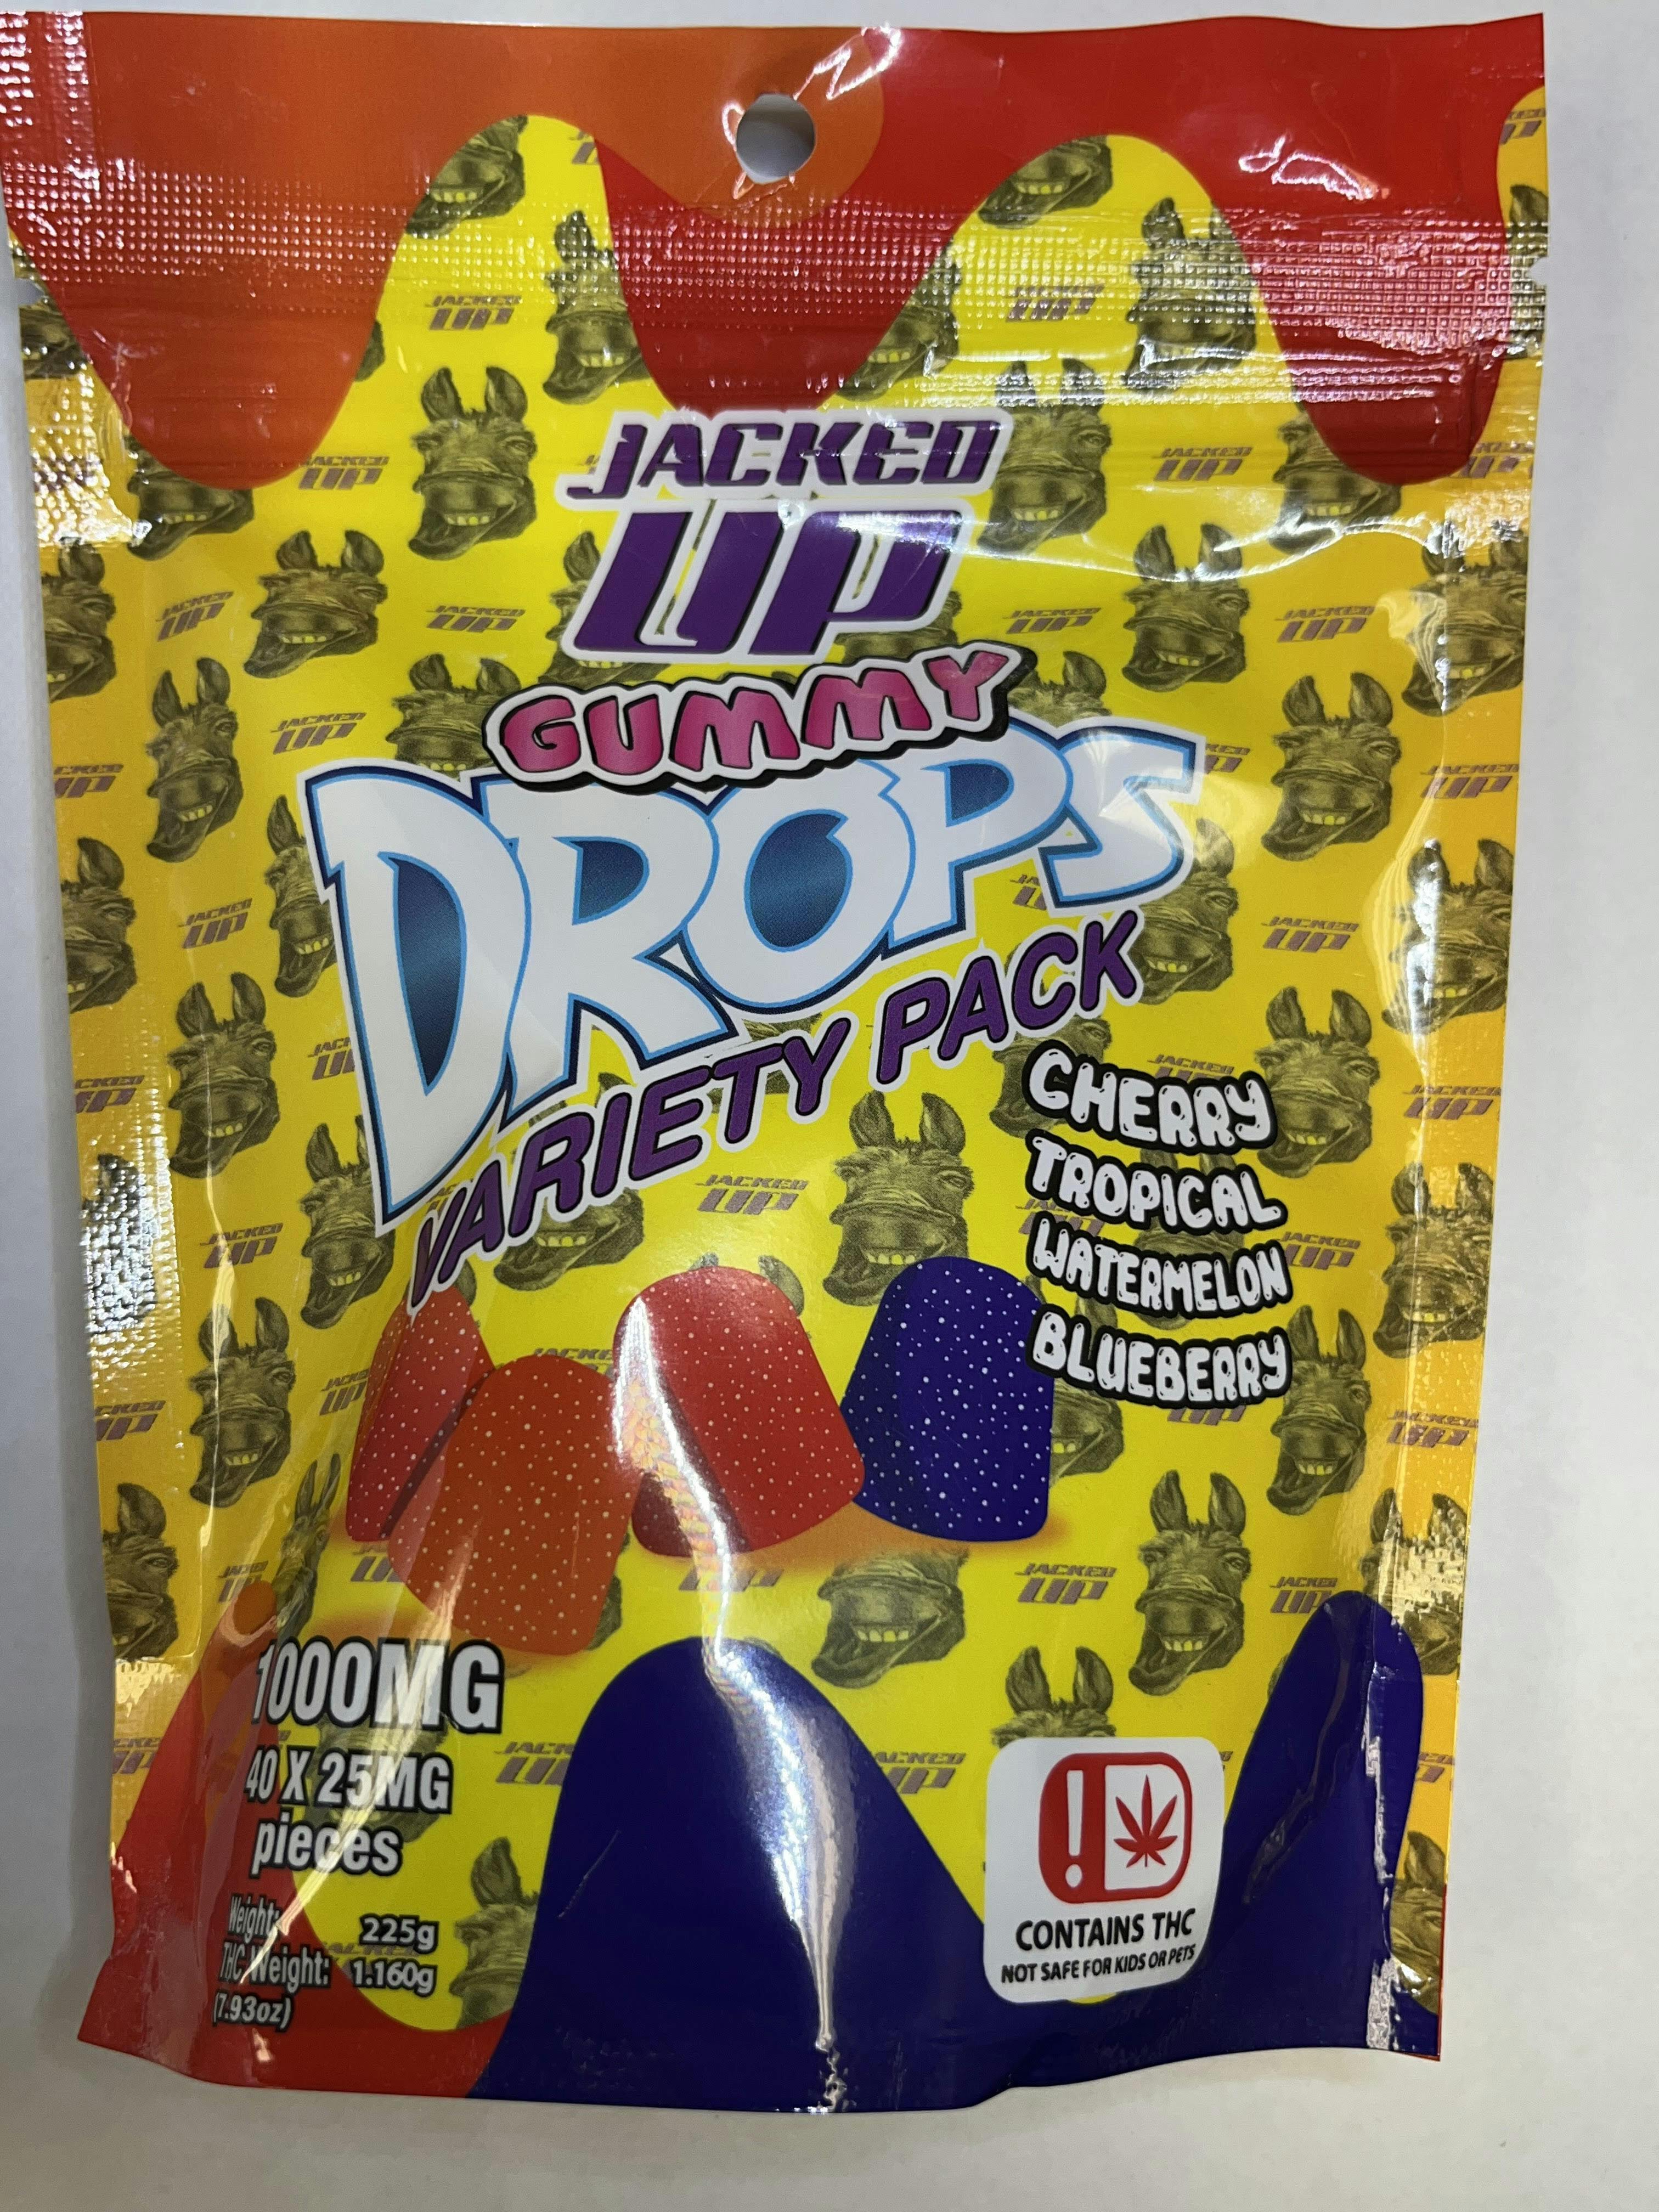 JACKED
UP
GUMMY
DROPS
VARIETY PACK
CHERRY
TROPICAL
WATERMELON
BLUEBERRY
1000MG
40 X 25MG
pieces
Weight: 225g
THC Weight: 1.160g
(7.93oz)
!
CONTAINS THC
NOT SAFE FOR KIDS OR PETS